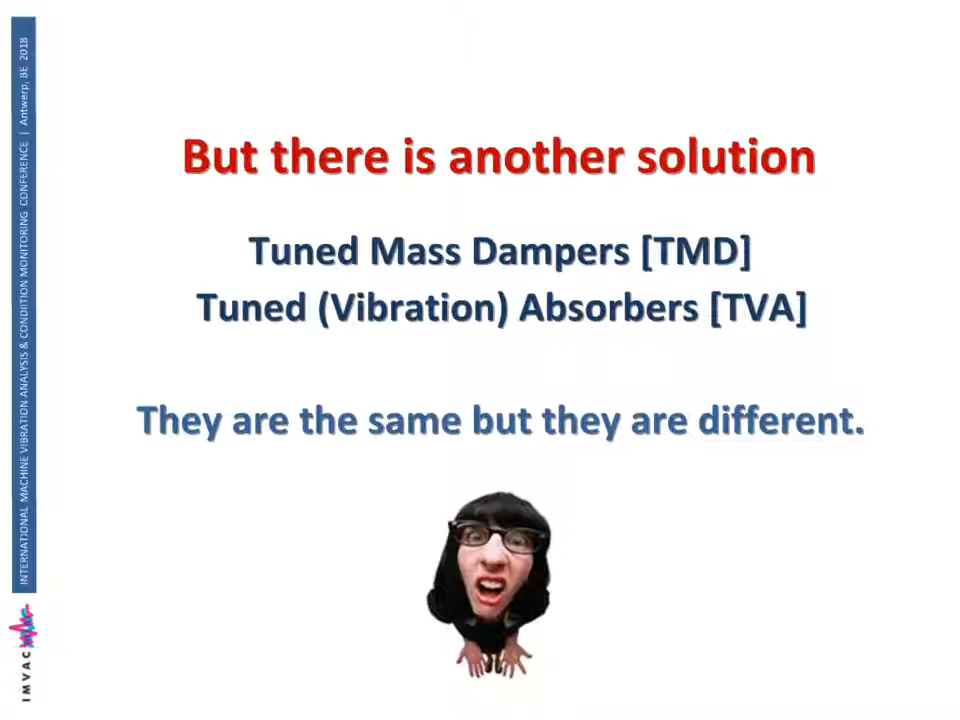 But there is another solution
Tuned Mass Dampers [TMD]
Tuned (Vibration) Absorbers [TVA]
They are the same but they are different.
INTERNATIONAL MACHINE VIBRATION ANALYSIS & CONDITION MONITORING CONFERENCE | Antwerp, BE 2018
IMVAC